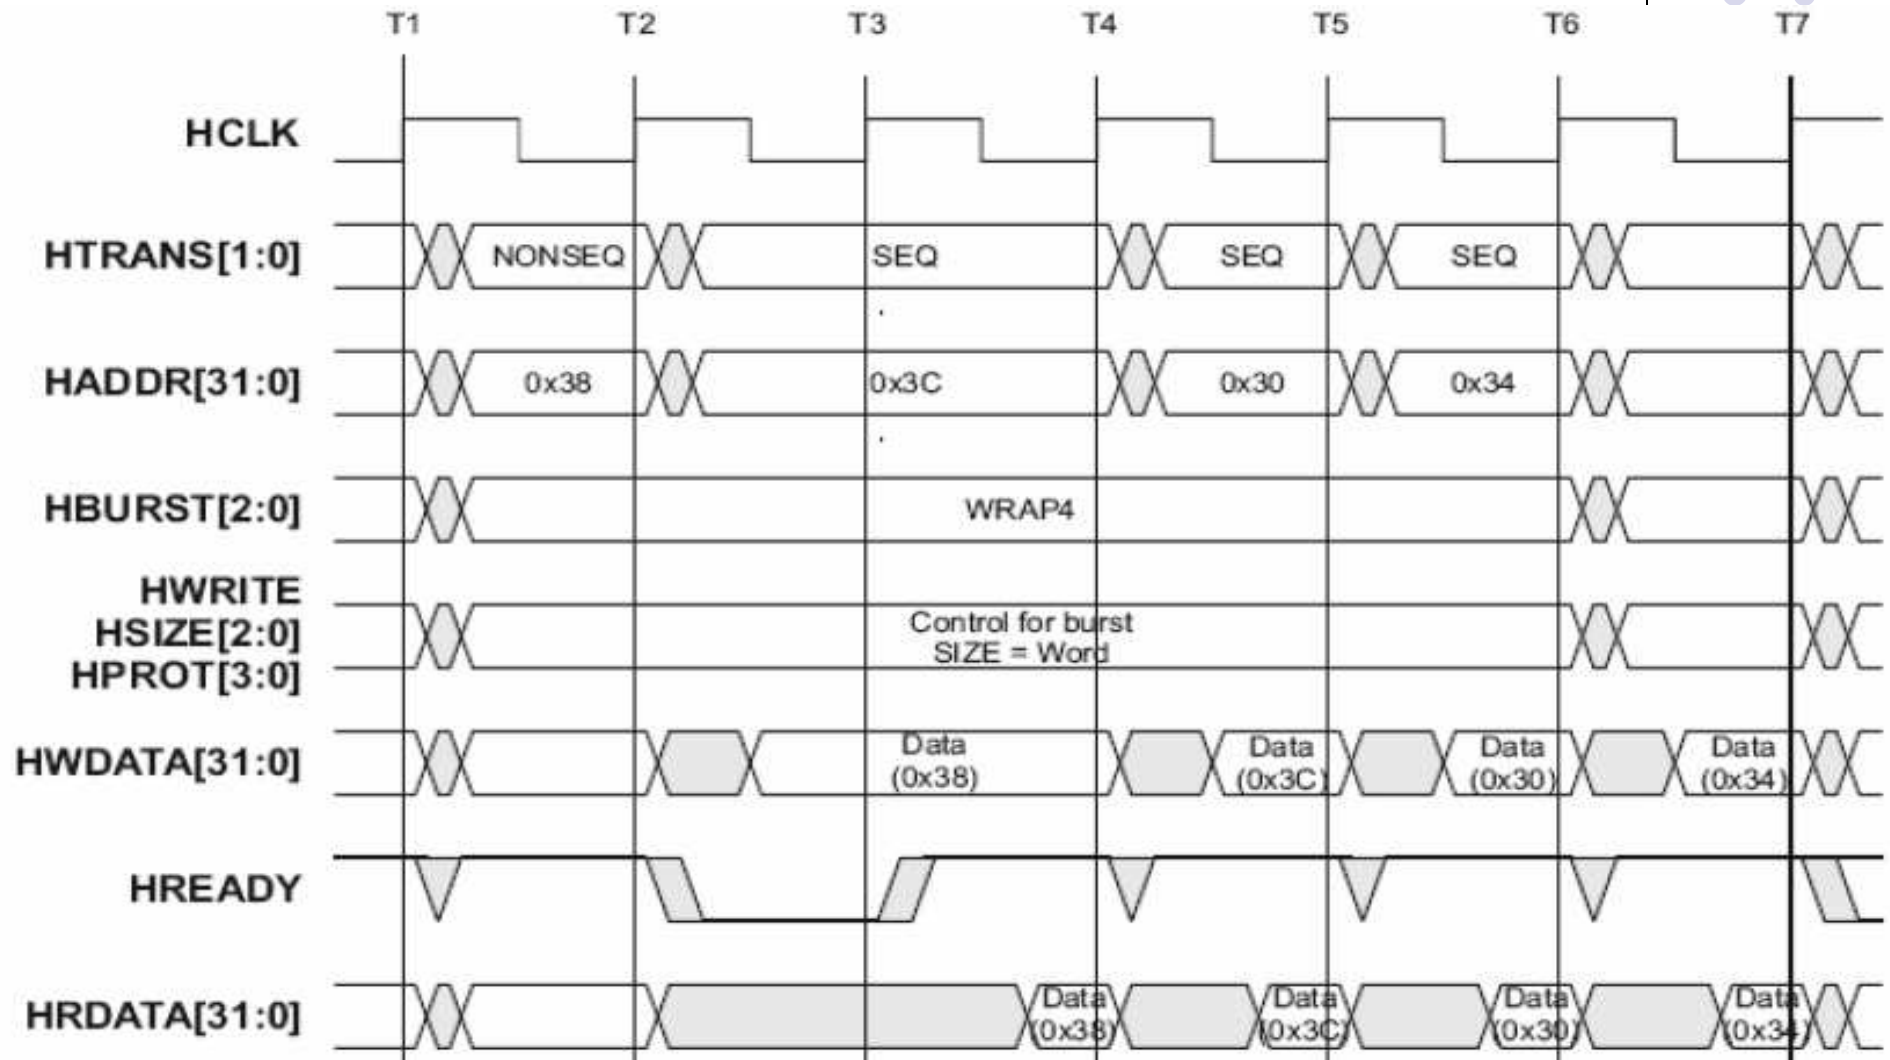 T1 T2 T3 T4 T5 T6 T7
HCLK
HTRANS[1:0] NONSEQ SEQ SEQ SEQ
HADDR[31:0] 0x38 0x3C 0x30 0x34
HBURST[2:0] WRAP4
HWRITE
HSIZE[2:0]
HPROT[3:0]
Control for burst
SIZE = Word
HWDATA[31:0]
Data
(0x38)
Data
(0x3C)
Data
(0x30)
Data
(0x34)
HREADY
HRDATA[31:0]
Data
(0x38)
Data
(0x3C)
Data
(0x30)
Data
(0x34)